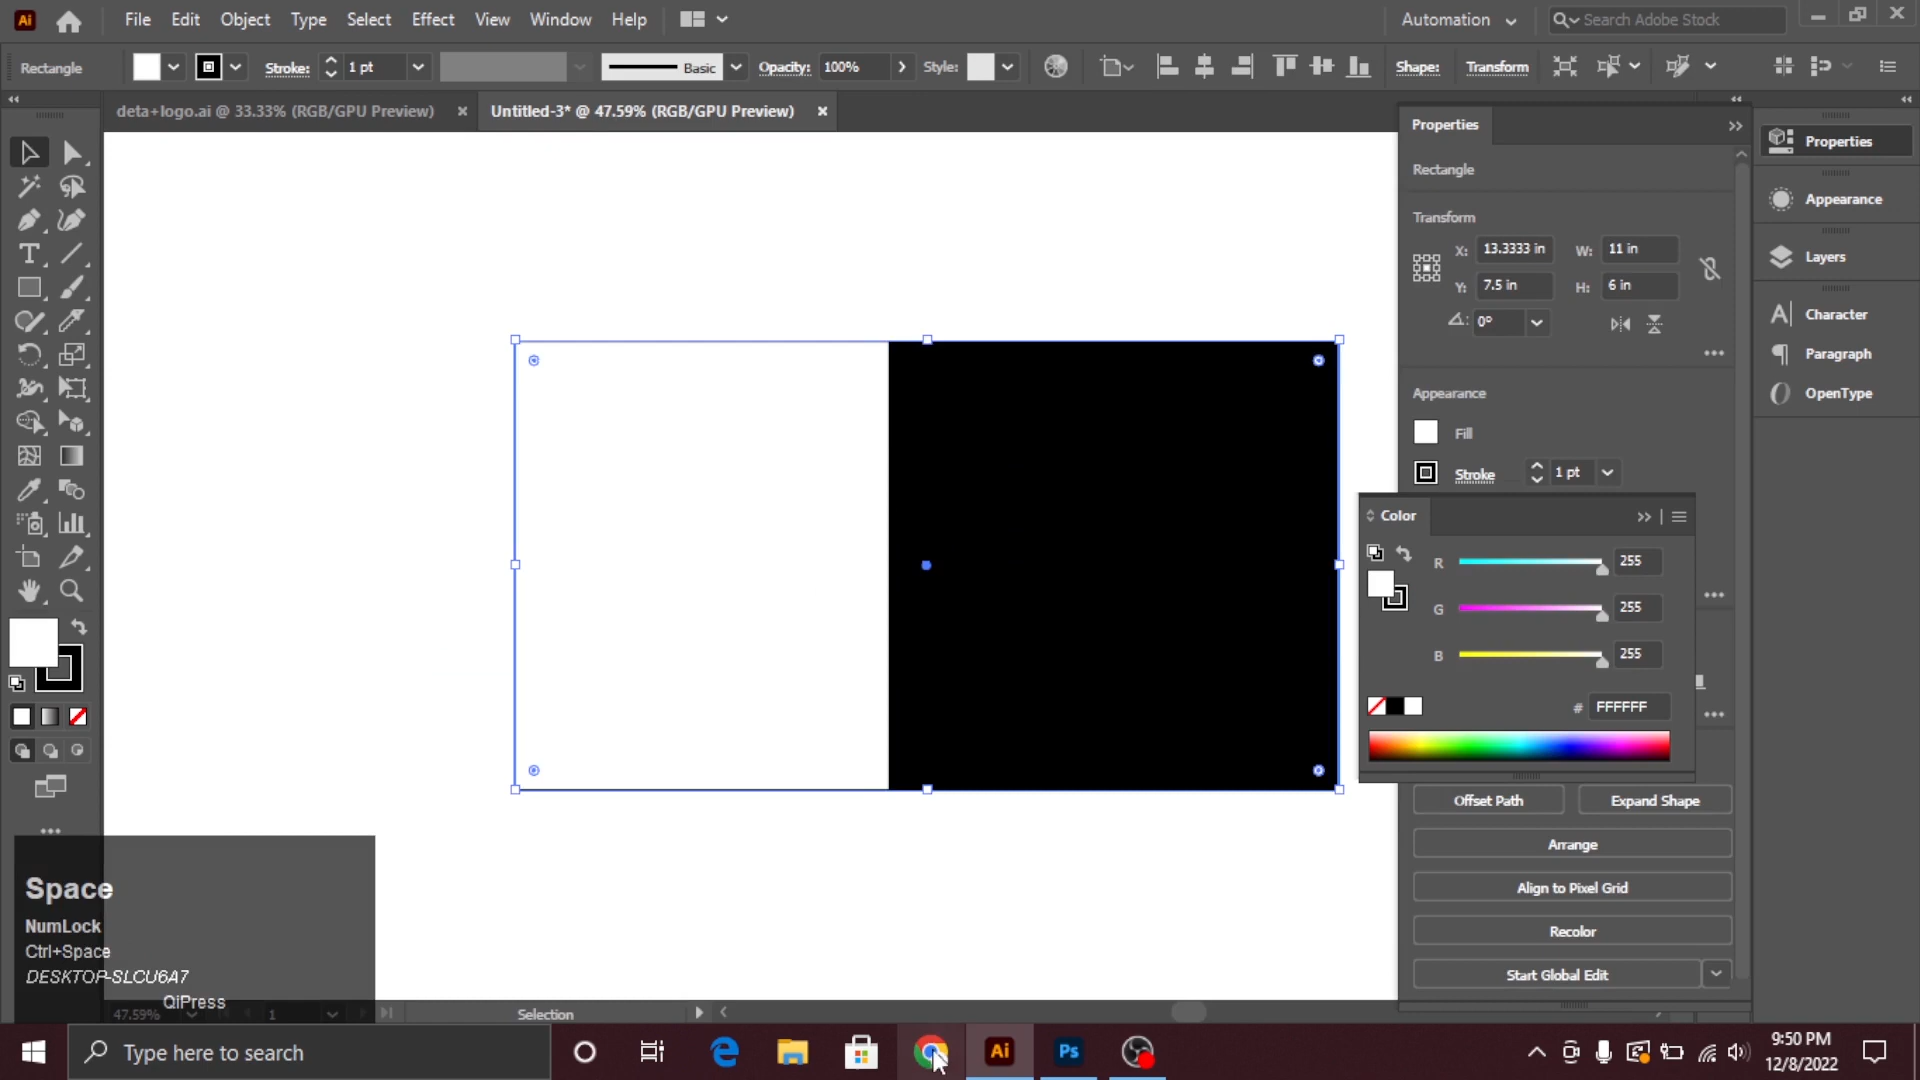 Ai File Edit Object Type Select Effect View Window Help Automation Search Adobe Stock
Rectangle Stroke: 1 pt Basic Opacity: 100% Style: Shape: Transform
deta+logo.ai @ 33.33% (RGB/GPU Preview) Untitled-3* @ 47.59% (RGB/GPU Preview)
Properties
Rectangle
Transform
X: 13.3333 in W: 11 in
Y: 7.5 in H: 6 in
0°
Appearance
Fill
Stroke 1 pt
Color
R 255
G 255
B 255
# FFFFFF
Offset Path Expand Shape
Arrange
Align to Pixel Grid
Recolor
Start Global Edit
Properties
Appearance
Layers
Character
Paragraph
OpenType
Space
NumLock
Ctrl+Space
DESKTOP-SLCU6A7
QiPress
47.59% 1 Selection
Type here to search Ai Ps 9:50 PM
12/8/2022